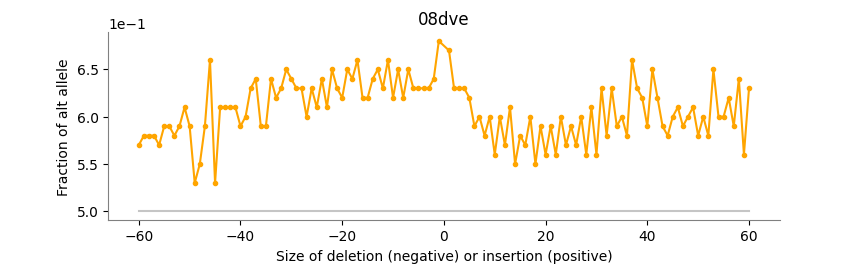 08dve
1e−1
6.5
6.0
5.5
5.0
Fraction of alt allele
−60 −40 −20 0 20 40 60
Size of deletion (negative) or insertion (positive)